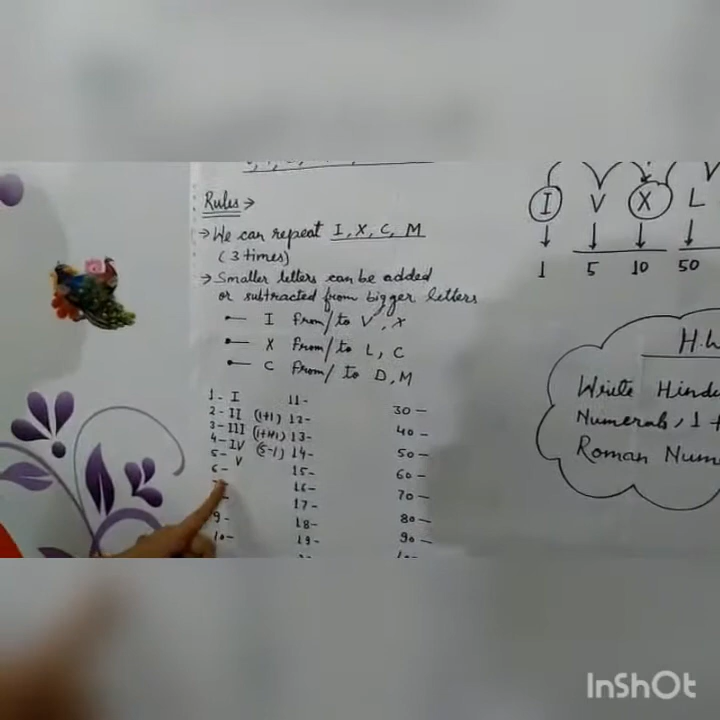 Rules →
→ We can repeat I, X, C, M
(3 times)
→ Smaller letters can be added
or subtracted from bigger letters
•— I from/to V, X
•— X from/to L, C
•— C from/to D, M
1 - I
2 - II (1+1)
3 - III (1+1+1)
4 - IV (5-1)
5 - V
6 -
9 -
10 -
11 -
12 -
13 -
14 -
15 -
16 -
17 -
18 -
19 -
30 —
40 —
50 —
60 —
70 —
80 —
90 —
I V X L
1 5 10 50
H.W
Write Hindu
Numerals, 1
Roman Num
InShOt